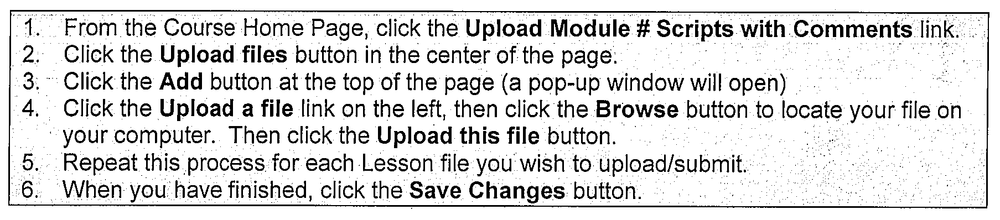 1. From the Course Home Page, click the Upload Module # Scripts with Comments link.
2. Click the Upload files button in the center of the page.
3. Click the Add button at the top of the page (a pop-up window will open)
4. Click the Upload a file link on the left, then click the Browse button to locate your file on
your computer. Then click the Upload this file button.
5. Repeat this process for each Lesson file you wish to upload/submit.
6. When you have finished, click the Save Changes button.